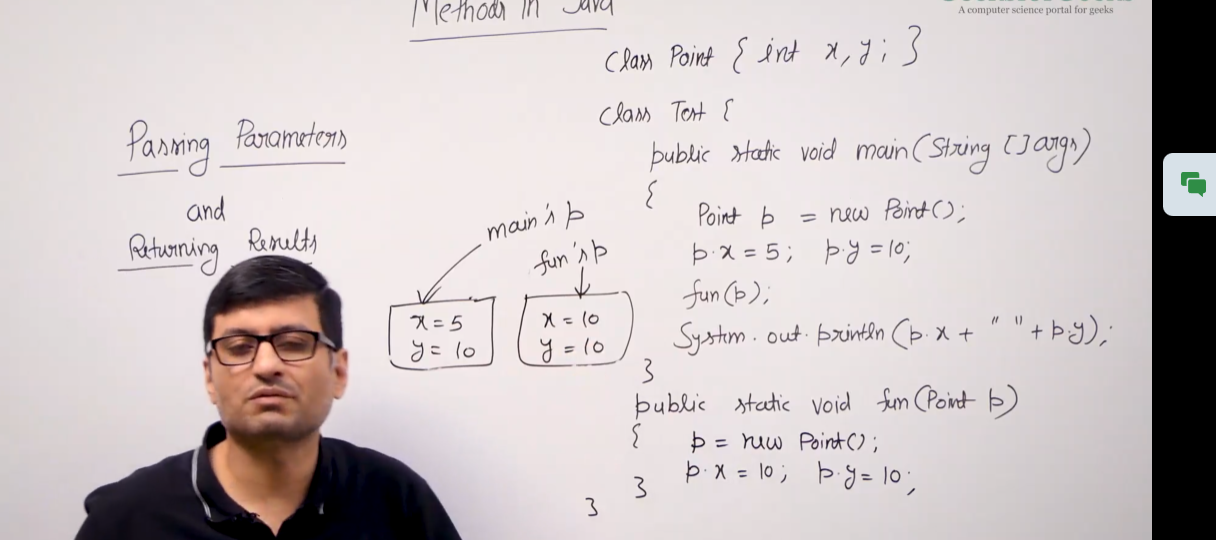 Methods in Java
A computer science portal for geeks
Class Point { int x, y; }
Class Test {
public static void main(String []args)
{
Point p = new Point();
p.x = 5; p.y = 10;
fun(p);
System.out.println(p.x + " " + p.y);
}
public static void fun(Point p)
{ p = new Point();
p.x = 10; p.y = 10;
}
}
Passing Parameters
and
Returning Results
main's p
fun's p
x = 5
y = 10
x = 10
y = 10